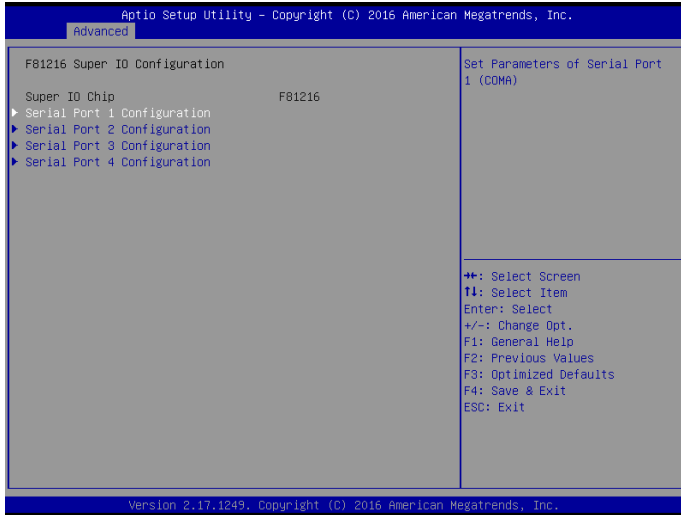 Aptio Setup Utility – Copyright (C) 2016 American Megatrends, Inc.
Advanced
F81216 Super IO Configuration
Super IO Chip F81216
Serial Port 1 Configuration
Serial Port 2 Configuration
Serial Port 3 Configuration
Serial Port 4 Configuration
Set Parameters of Serial Port
1 (COMA)
→←: Select Screen
↑↓: Select Item
Enter: Select
+/-: Change Opt.
F1: General Help
F2: Previous Values
F3: Optimized Defaults
F4: Save & Exit
ESC: Exit
Version 2.17.1249. Copyright (C) 2016 American Megatrends, Inc.